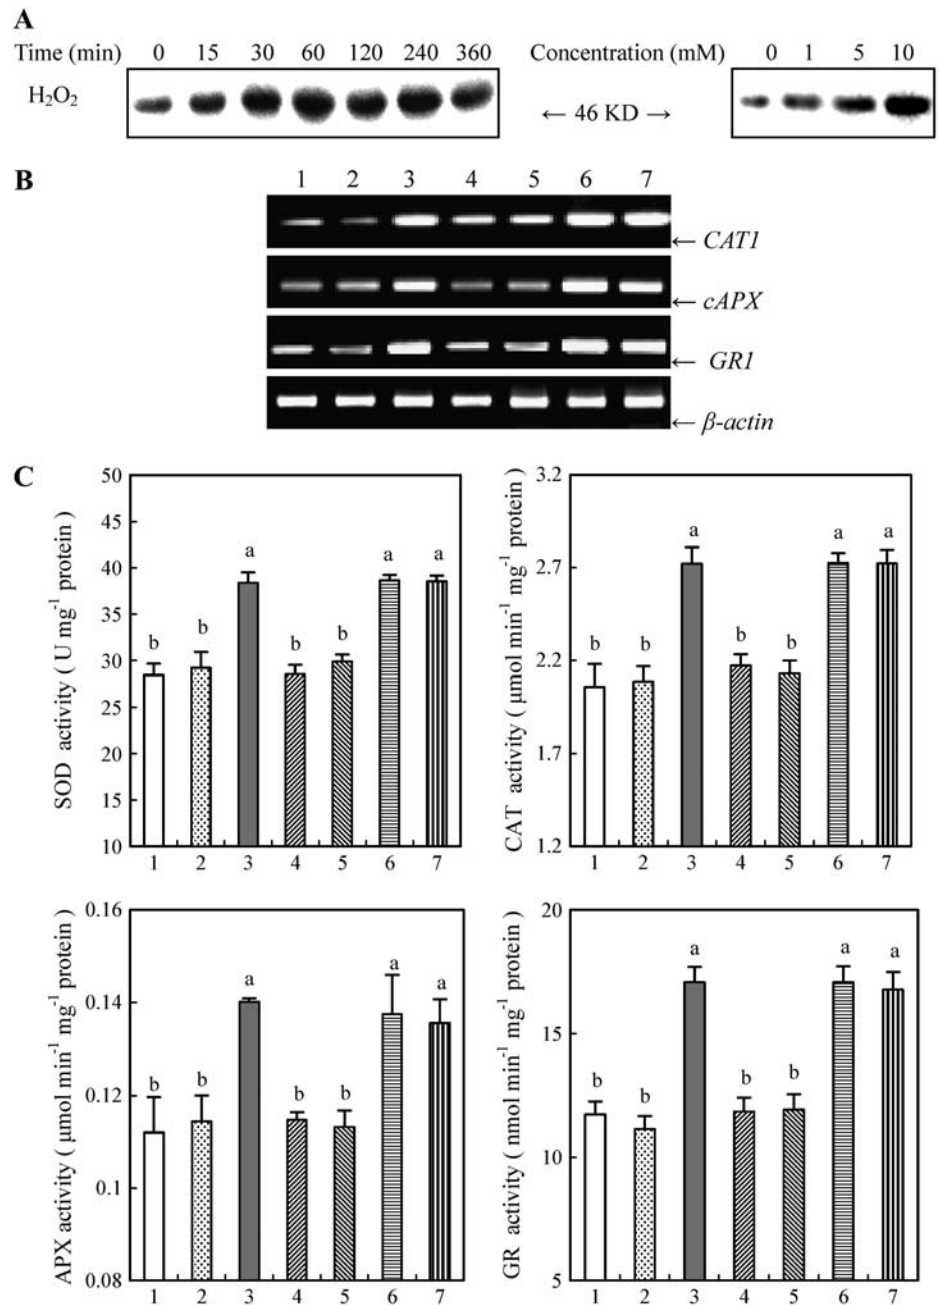 A
Time (min) 0 15 30 60 120 240 360 Concentration (mM) 0 1 5 10
H₂O₂
← 46 KD →
B
1 2 3 4 5 6 7
← CAT1
← cAPX
← GR1
← β-actin
C
SOD activity ( U mg⁻¹ protein )
50
45
40
35
30
25
20
15
10
b b a b b a a
1 2 3 4 5 6 7
CAT activity ( μmol min⁻¹ mg⁻¹ protein )
3.2
2.7
2.2
1.7
1.2
b b a b b a a
1 2 3 4 5 6 7
APX activity ( μmol min⁻¹ mg⁻¹ protein )
0.16
0.14
0.12
0.1
0.08
b b a b b a a
1 2 3 4 5 6 7
GR activity ( nmol min⁻¹ mg⁻¹ protein )
20
15
10
5
b b a b b a a
1 2 3 4 5 6 7